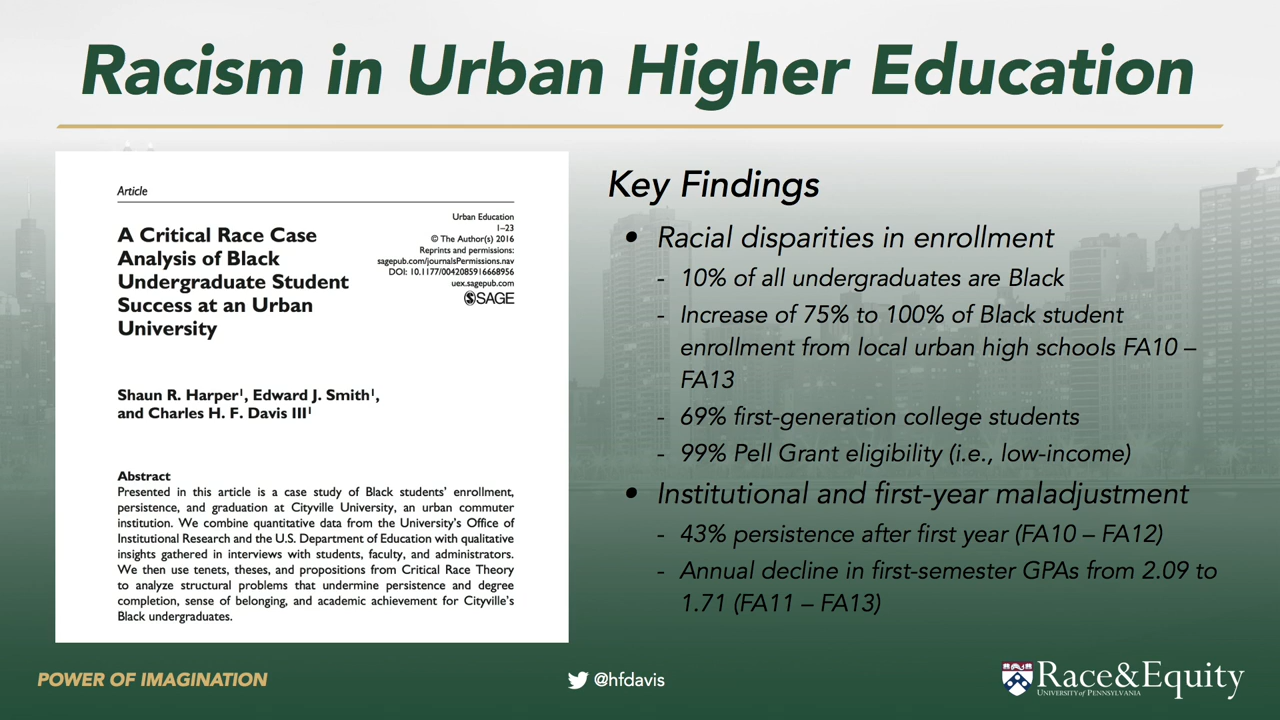 Racism in Urban Higher Education
Article
Urban Education
1–23
© The Author(s) 2016
Reprints and permissions:
sagepub.com/journalsPermissions.nav
DOI: 10.1177/0042085916668956
uex.sagepub.com
SAGE
A Critical Race Case
Analysis of Black
Undergraduate Student
Success at an Urban
University
Shaun R. Harper¹, Edward J. Smith¹,
and Charles H. F. Davis III¹
Abstract
Presented in this article is a case study of Black students’ enrollment,
persistence, and graduation at Cityville University, an urban commuter
institution. We combine quantitative data from the University’s Office of
Institutional Research and the U.S. Department of Education with qualitative
insights gathered in interviews with students, faculty, and administrators.
We then use tenets, theses, and propositions from Critical Race Theory
to analyze structural problems that undermine persistence and degree
completion, sense of belonging, and academic achievement for Cityville’s
Black undergraduates.
Key Findings
• Racial disparities in enrollment
- 10% of all undergraduates are Black
- Increase of 75% to 100% of Black student
enrollment from local urban high schools FA10 –
FA13
- 69% first-generation college students
- 99% Pell Grant eligibility (i.e., low-income)
• Institutional and first-year maladjustment
- 43% persistence after first year (FA10 – FA12)
- Annual decline in first-semester GPAs from 2.09 to
1.71 (FA11 – FA13)
POWER OF IMAGINATION
@hfdavis
Race&Equity
UNIVERSITY of PENNSYLVANIA